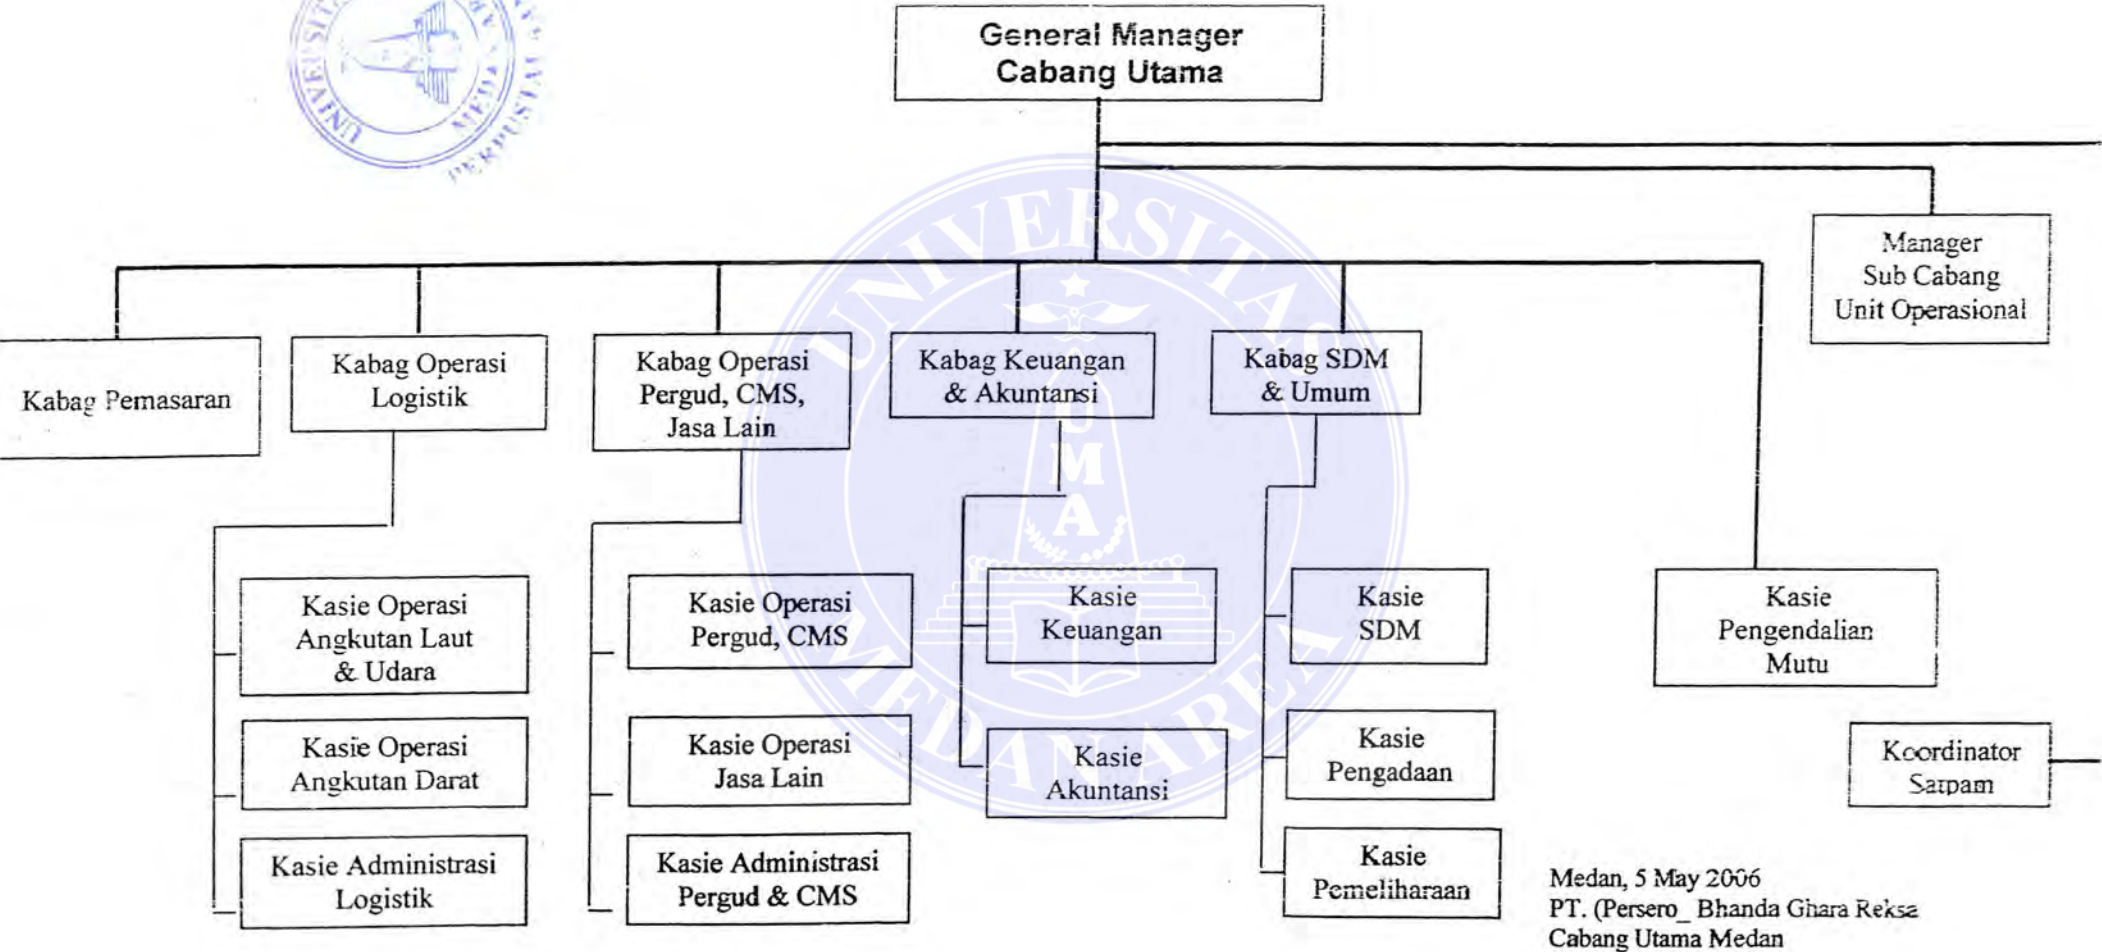 General Manager
Cabang Utama
Manager
Sub Cabang
Unit Operasional
Kabag Pemasaran
Kabag Operasi
Logistik
Kabag Operasi
Pergud, CMS,
Jasa Lain
Kabag Keuangan
& Akuntansi
Kabag SDM
& Umum
Kasie Operasi
Angkutan Laut
& Udara
Kasie Operasi
Pergud, CMS
Kasie
Keuangan
Kasie
SDM
Kasie
Pengendalian
Mutu
Kasie Operasi
Angkutan Darat
Kasie Operasi
Jasa Lain
Kasie
Akuntansi
Kasie
Pengadaan
Koordinator
Satpam
Kasie Administrasi
Logistik
Kasie Administrasi
Pergud & CMS
Kasie
Pemeliharaan
Medan, 5 May 2006
PT. (Persero_ Bhanda Ghara Reksa
Cabang Utama Medan
UNIVERSITAS
MEDAN AREA
UMA